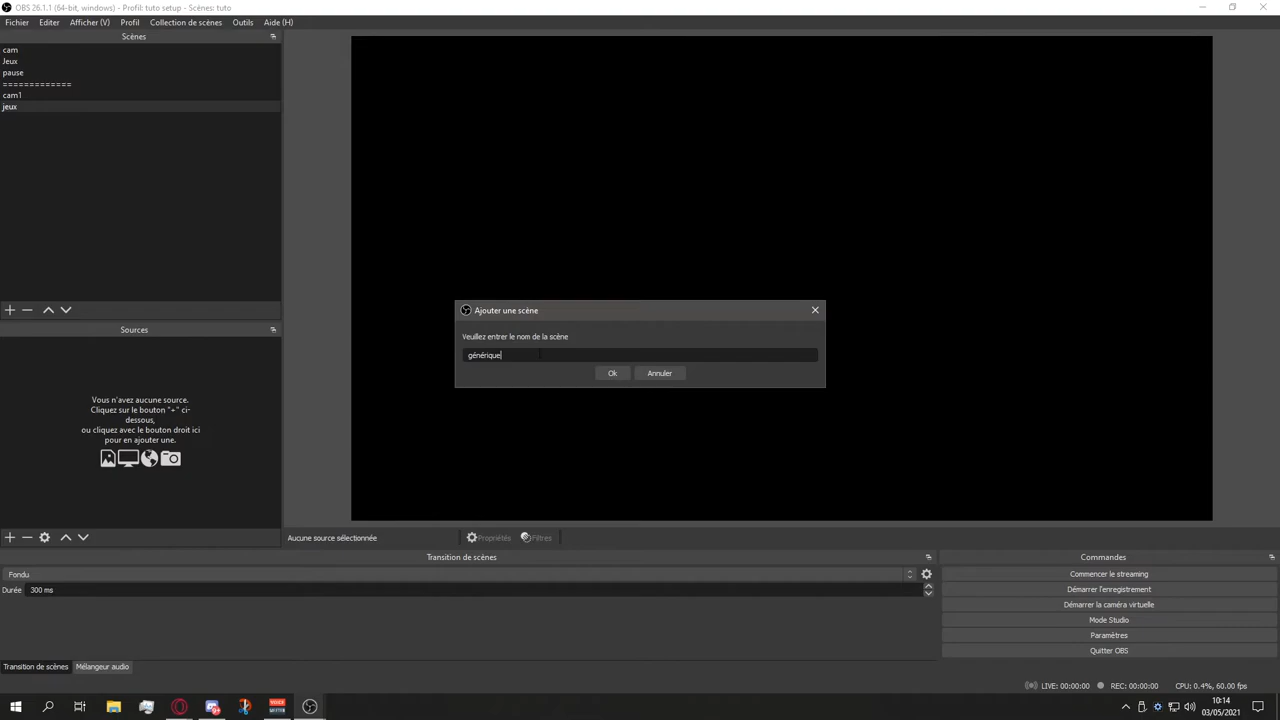 OBS 26.1.1 (64-bit, windows) - Profil: tuto setup - Scènes: tuto
Fichier Editer Afficher (V) Profil Collection de scènes Outils Aide (H)
Scènes
cam
Jeux
pause
=============
cam1
jeux
Ajouter une scène
Veuillez entrer le nom de la scène
générique
Ok Annuler
Sources
Vous n'avez aucune source.
Cliquez sur le bouton "+" ci-
dessous,
ou cliquez avec le bouton droit ici
pour en ajouter une.
Aucune source sélectionnée Propriétés Filtres
Transition de scènes
Fondu
Durée 300 ms
Transition de scènes Mélangeur audio
Commandes
Commencer le streaming
Démarrer l'enregistrement
Démarrer la caméra virtuelle
Mode Studio
Paramètres
Quitter OBS
LIVE: 00:00:00 REC: 00:00:00 CPU: 0.4%, 60.00 fps
10:14
03/05/2021